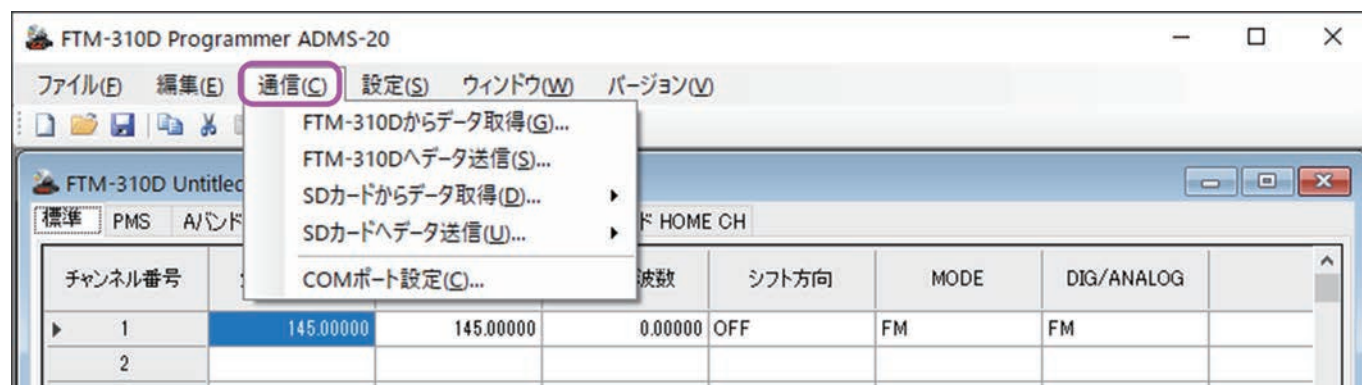 FTM-310D Programmer ADMS-20
ファイル(F) 編集(E) 通信(C) 設定(S) ウィンドウ(W) バージョン(V)
FTM-310Dからデータ取得(G)...
FTM-310Dへデータ送信(S)...
SDカードからデータ取得(D)...
SDカードへデータ送信(U)...
COMポート設定(C)...
FTM-310D
標準 PMS HOME CH
チャンネル番号 波数 シフト方向 MODE DIG/ANALOG
1 145.00000 145.00000 0.00000 OFF FM FM
2